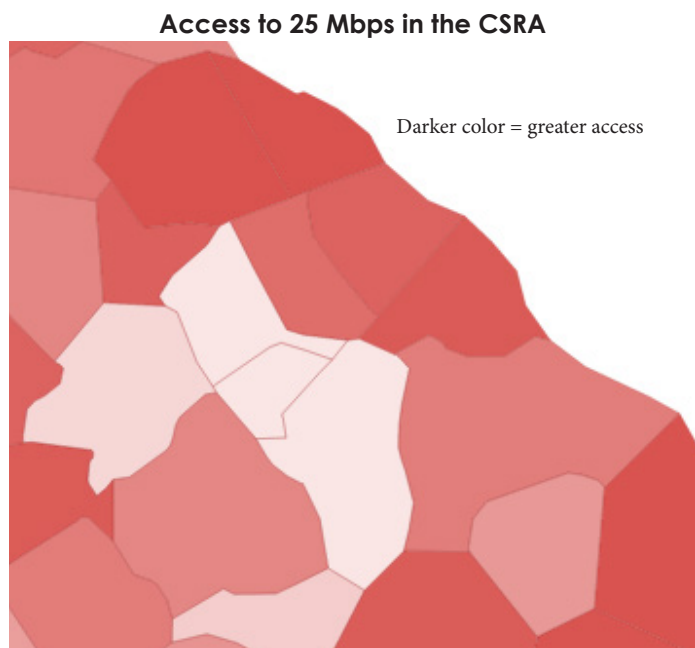 Access to 25 Mbps in the CSRA
Darker color = greater access